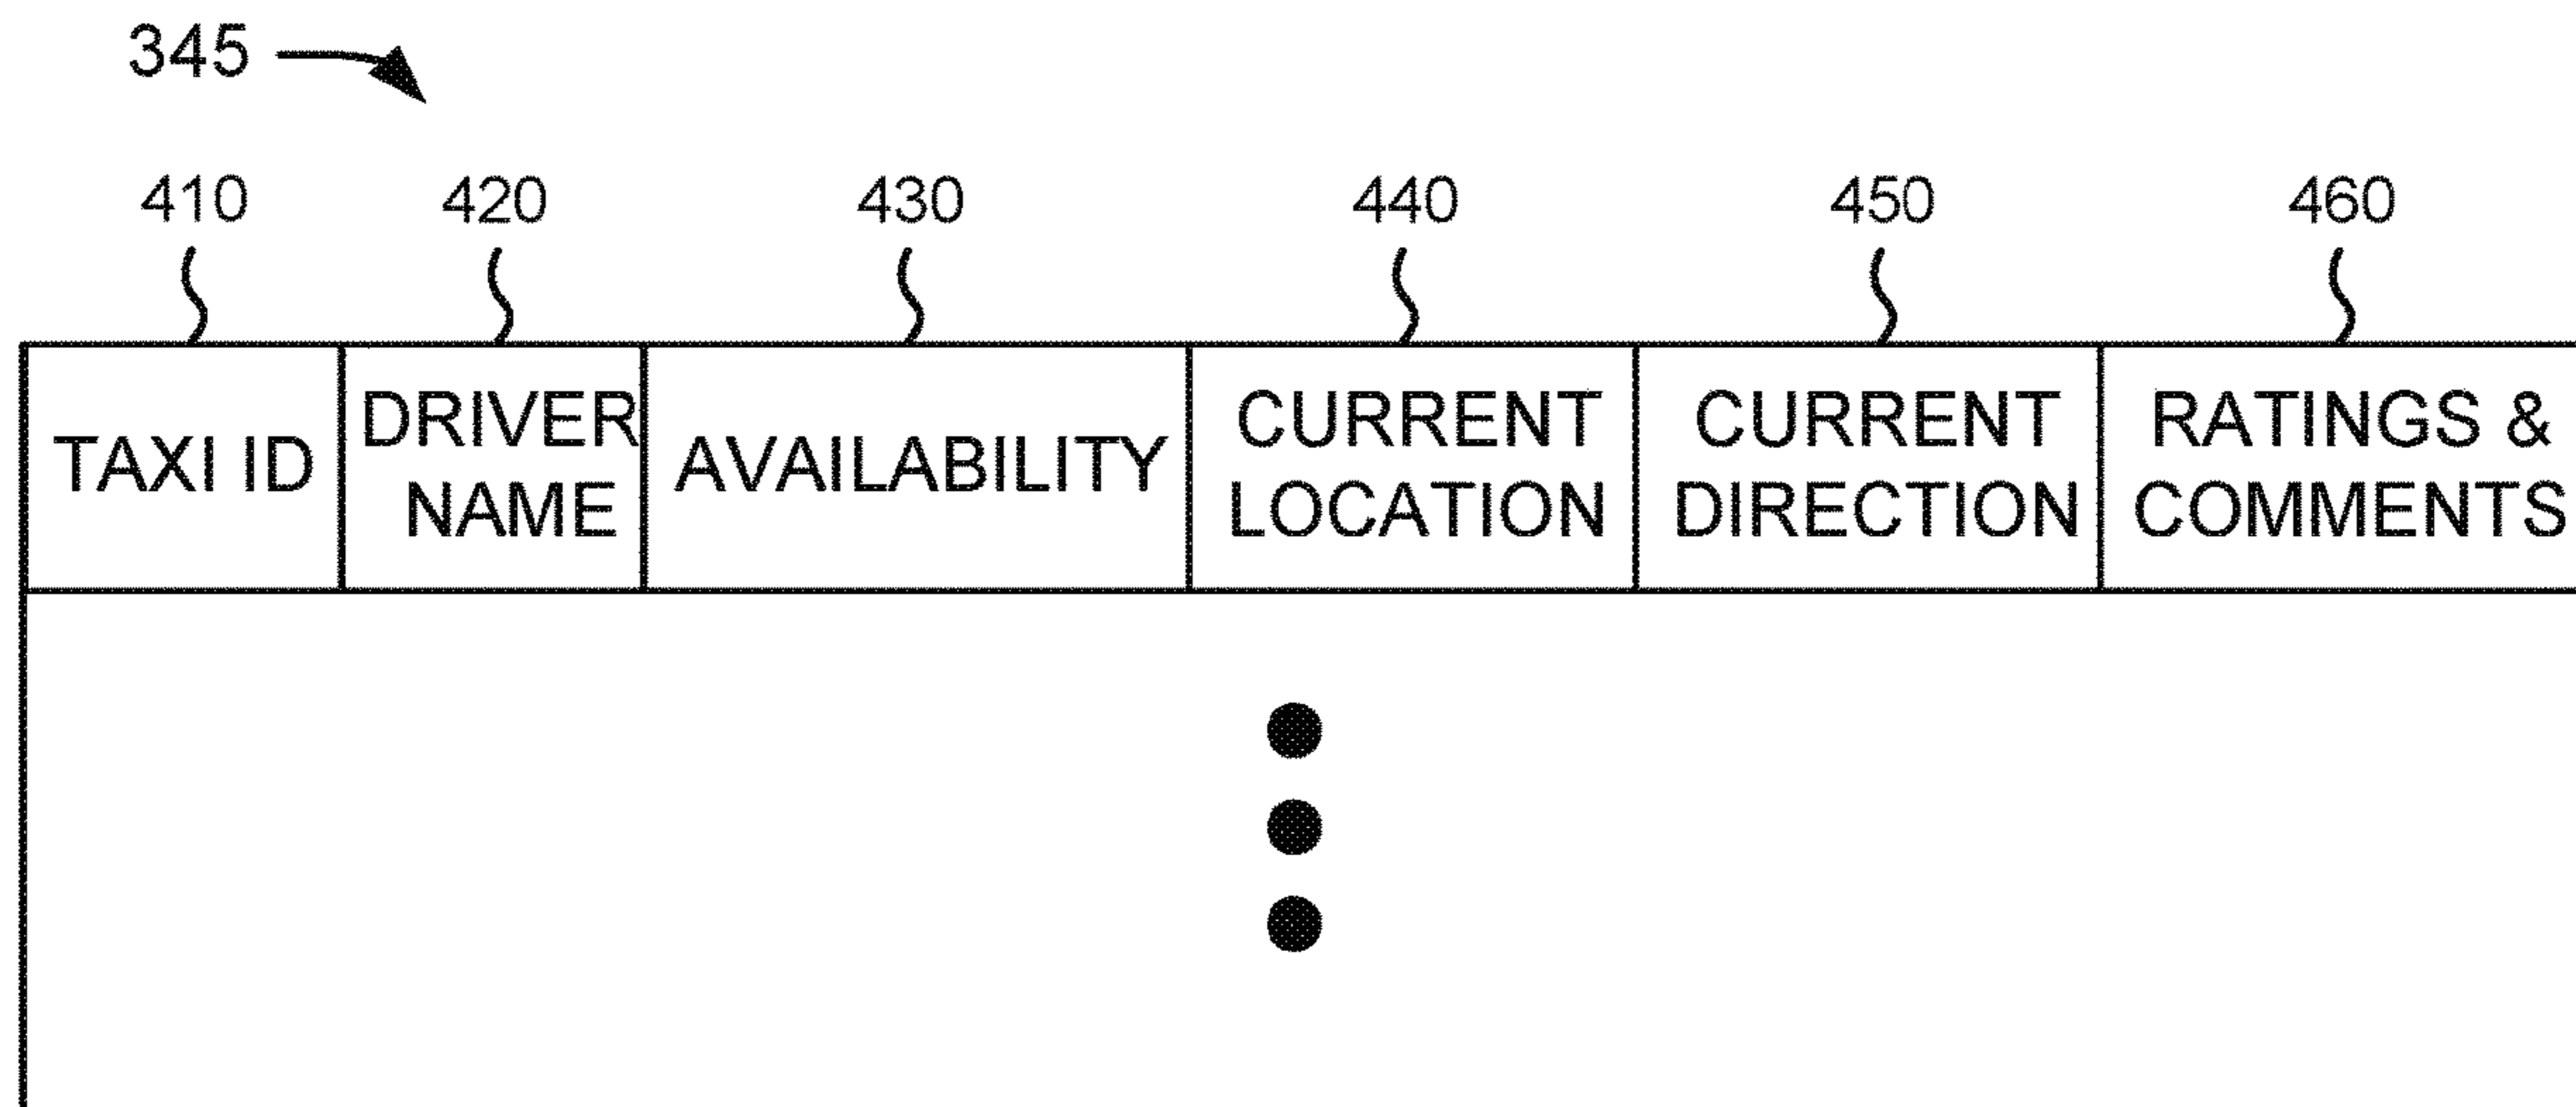 345
410 420 430 440 450 460
TAXI ID
DRIVER
NAME
AVAILABILITY
CURRENT
LOCATION
CURRENT
DIRECTION
RATINGS &
COMMENTS